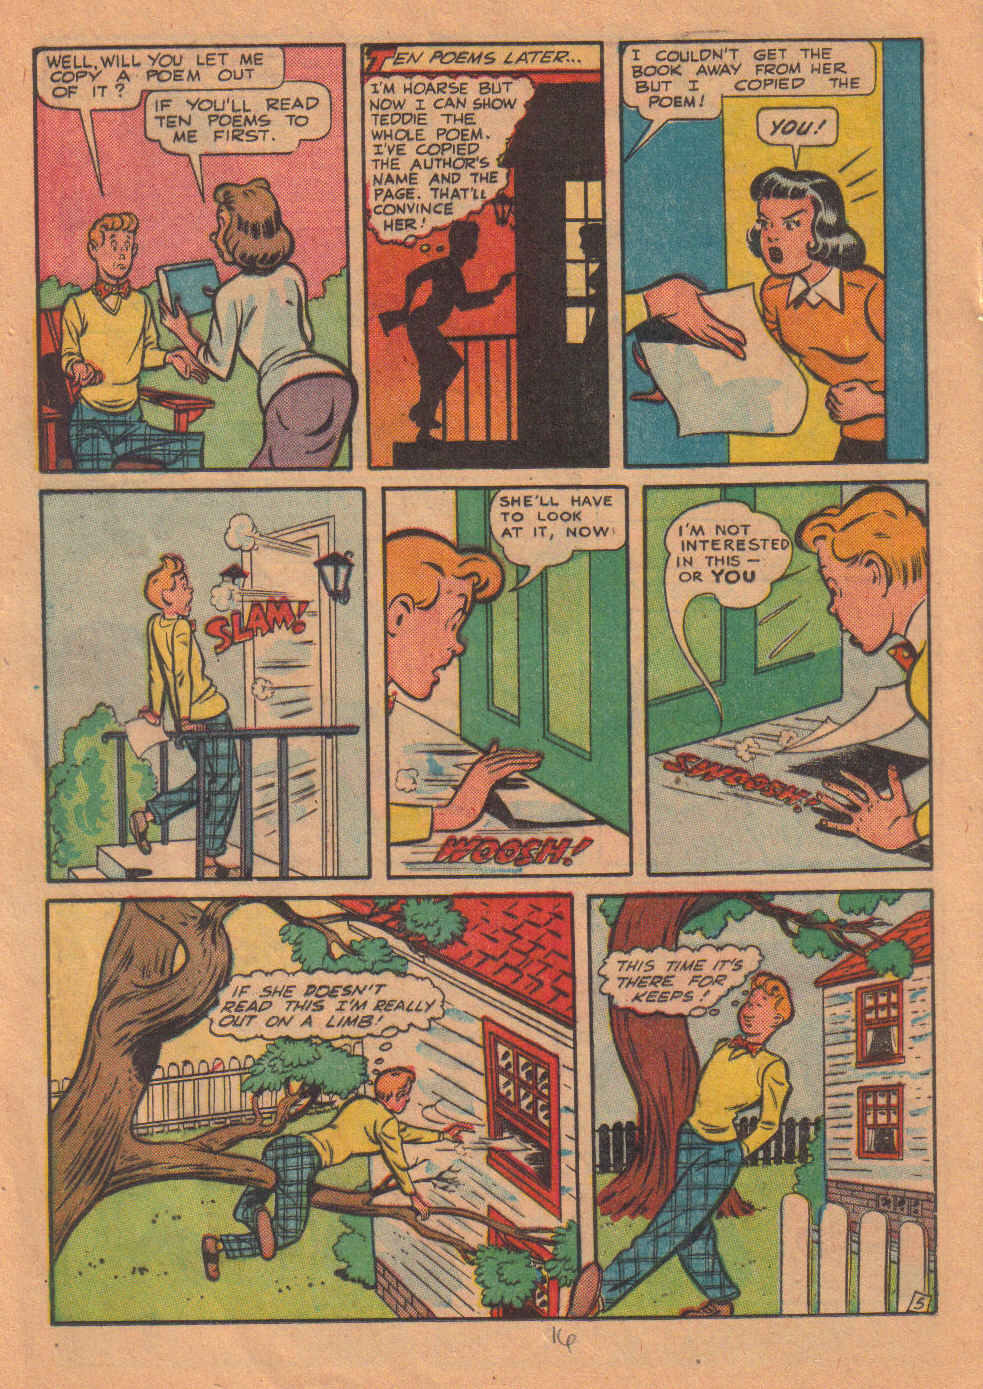 WELL, WILL YOU LET ME
COPY A POEM OUT
OF IT?
IF YOU'LL READ
TEN POEMS TO
ME FIRST.
TEN POEMS LATER...
I'M HOARSE BUT
NOW I CAN SHOW
TEDDIE THE
WHOLE POEM.
I'VE COPIED
THE AUTHOR'S
NAME AND THE
PAGE. THAT'LL
CONVINCE
HER!
I COULDN'T GET THE
BOOK AWAY FROM HER
BUT I COPIED THE
POEM!
YOU!
SLAM!
SHE'LL HAVE
TO LOOK
AT IT, NOW!
WOOSH!
I'M NOT
INTERESTED
IN THIS—
OR YOU
SWOOSH!
IF SHE DOESN'T
READ THIS I'M REALLY
OUT ON A LIMB!
THIS TIME IT'S
THERE FOR
KEEPS!
5
16